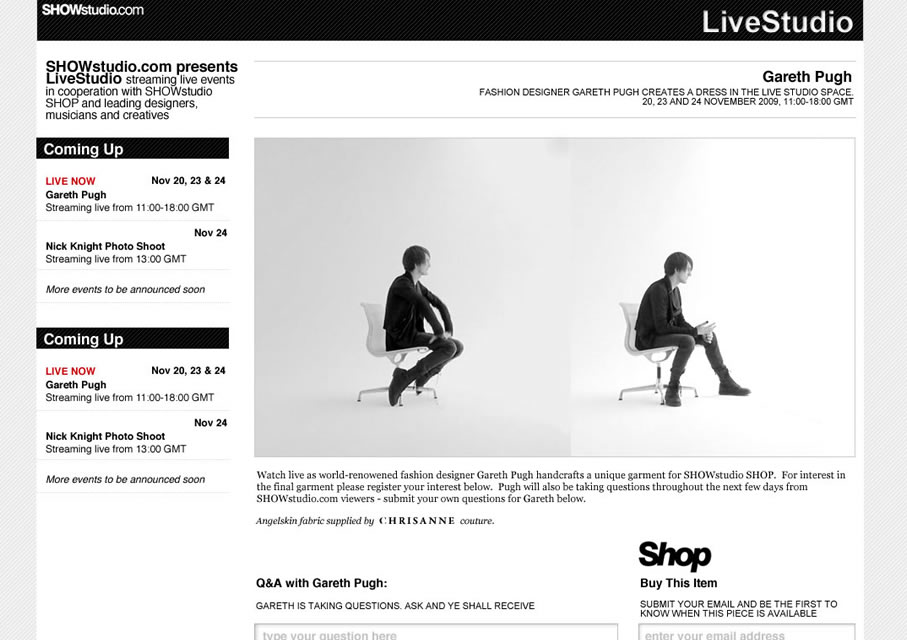 SHOWstudio.com
LiveStudio
SHOWstudio.com presents
LiveStudio streaming live events
in cooperation with SHOWstudio
SHOP and leading designers,
musicians and creatives
Gareth Pugh
FASHION DESIGNER GARETH PUGH CREATES A DRESS IN THE LIVE STUDIO SPACE.
20, 23 AND 24 NOVEMBER 2009, 11:00-18:00 GMT
Coming Up
LIVE NOW Nov 20, 23 & 24
Gareth Pugh
Streaming live from 11:00-18:00 GMT
Nov 24
Nick Knight Photo Shoot
Streaming live from 13:00 GMT
More events to be announced soon
Coming Up
LIVE NOW Nov 20, 23 & 24
Gareth Pugh
Streaming live from 11:00-18:00 GMT
Nov 24
Nick Knight Photo Shoot
Streaming live from 13:00 GMT
More events to be announced soon
Watch live as world-renowened fashion designer Gareth Pugh handcrafts a unique garment for SHOWstudio SHOP. For interest in
the final garment please register your interest below. Pugh will also be taking questions throughout the next few days from
SHOWstudio.com viewers - submit your own questions for Gareth below.
Angelskin fabric supplied by CHRISANNE couture.
Q&A with Gareth Pugh:
GARETH IS TAKING QUESTIONS. ASK AND YE SHALL RECEIVE
type your question here
Shop
Buy This Item
SUBMIT YOUR EMAIL AND BE THE FIRST TO
KNOW WHEN THIS PIECE IS AVAILABLE
enter your email address